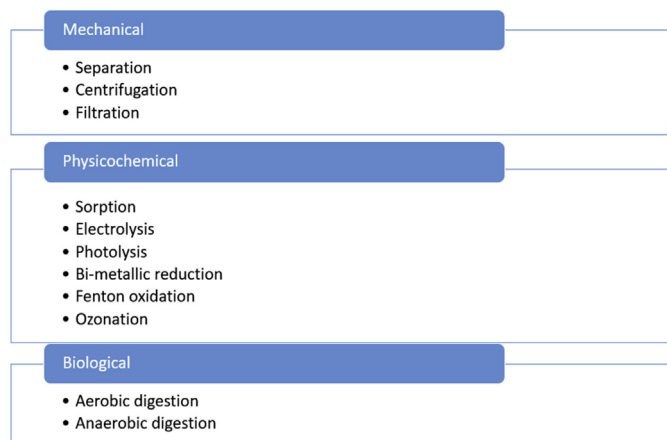 Mechanical
• Separation
• Centrifugation
• Filtration
Physicochemical
• Sorption
• Electrolysis
• Photolysis
• Bi-metallic reduction
• Fenton oxidation
• Ozonation
Biological
• Aerobic digestion
• Anaerobic digestion